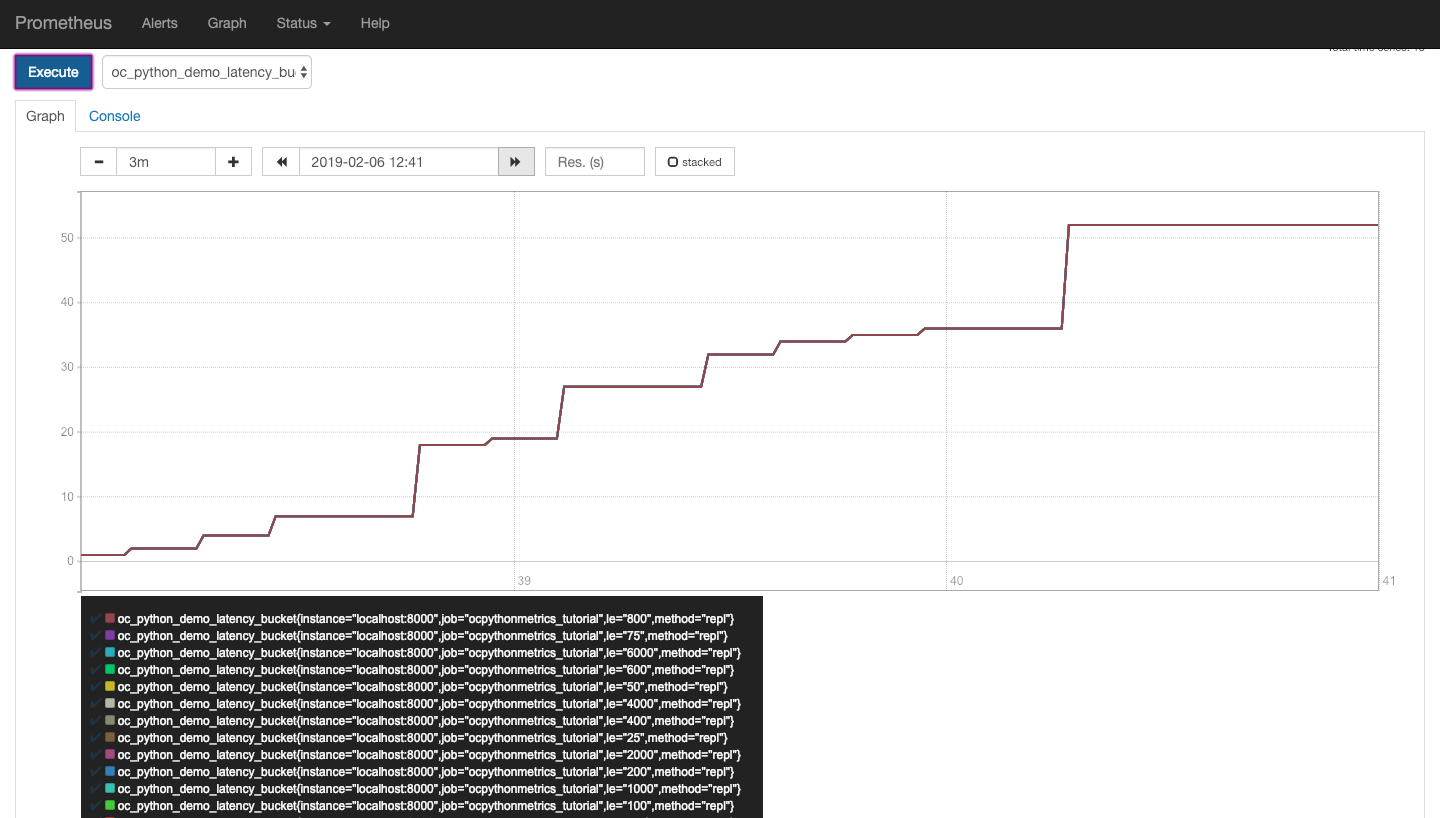 Prometheus Alerts Graph Status Help
Total time series: 13
Execute oc_python_demo_latency_bu
Graph Console
3m 2019-02-06 12:41 Res. (s) stacked
50
40
30
20
10
0
39 40 41
oc_python_demo_latency_bucket{instance="localhost:8000",job="ocpythonmetrics_tutorial",le="800",method="repl"}
oc_python_demo_latency_bucket{instance="localhost:8000",job="ocpythonmetrics_tutorial",le="75",method="repl"}
oc_python_demo_latency_bucket{instance="localhost:8000",job="ocpythonmetrics_tutorial",le="6000",method="repl"}
oc_python_demo_latency_bucket{instance="localhost:8000",job="ocpythonmetrics_tutorial",le="600",method="repl"}
oc_python_demo_latency_bucket{instance="localhost:8000",job="ocpythonmetrics_tutorial",le="50",method="repl"}
oc_python_demo_latency_bucket{instance="localhost:8000",job="ocpythonmetrics_tutorial",le="4000",method="repl"}
oc_python_demo_latency_bucket{instance="localhost:8000",job="ocpythonmetrics_tutorial",le="400",method="repl"}
oc_python_demo_latency_bucket{instance="localhost:8000",job="ocpythonmetrics_tutorial",le="25",method="repl"}
oc_python_demo_latency_bucket{instance="localhost:8000",job="ocpythonmetrics_tutorial",le="2000",method="repl"}
oc_python_demo_latency_bucket{instance="localhost:8000",job="ocpythonmetrics_tutorial",le="200",method="repl"}
oc_python_demo_latency_bucket{instance="localhost:8000",job="ocpythonmetrics_tutorial",le="1000",method="repl"}
oc_python_demo_latency_bucket{instance="localhost:8000",job="ocpythonmetrics_tutorial",le="100",method="repl"}